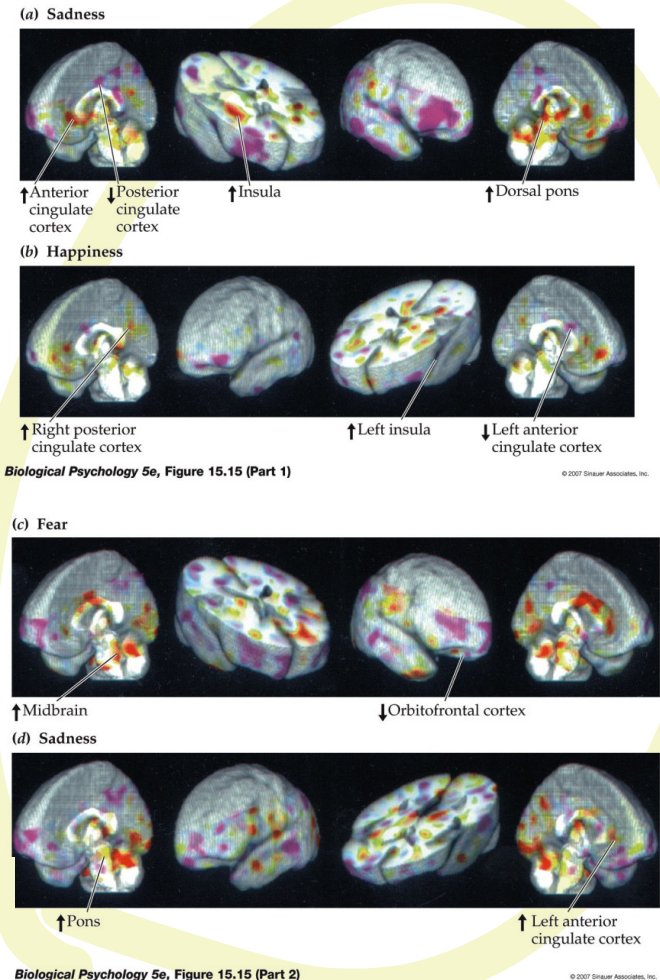 (a) Sadness
↑Anterior cingulate cortex
↓Posterior cingulate cortex
↑Insula
↑Dorsal pons
(b) Happiness
↑Right posterior cingulate cortex
↑Left insula
↓Left anterior cingulate cortex
Biological Psychology 5e, Figure 15.15 (Part 1)
© 2007 Sinauer Associates, Inc.
(c) Fear
↑Midbrain
↓Orbitofrontal cortex
(d) Sadness
↑Pons
↑Left anterior cingulate cortex
Biological Psychology 5e, Figure 15.15 (Part 2)
© 2007 Sinauer Associates, Inc.